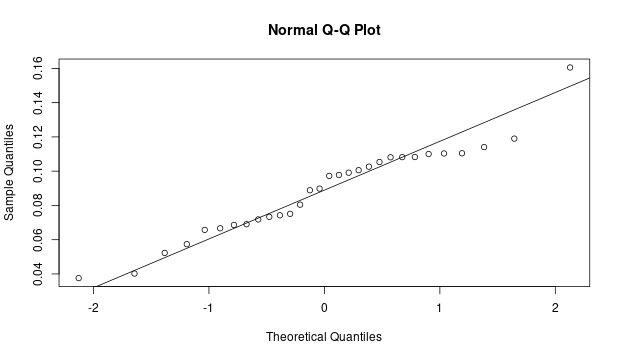 Normal Q-Q Plot
Sample Quantiles
0.16
0.14
0.12
0.10
0.08
0.06
0.04
-2 -1 0 1 2
Theoretical Quantiles